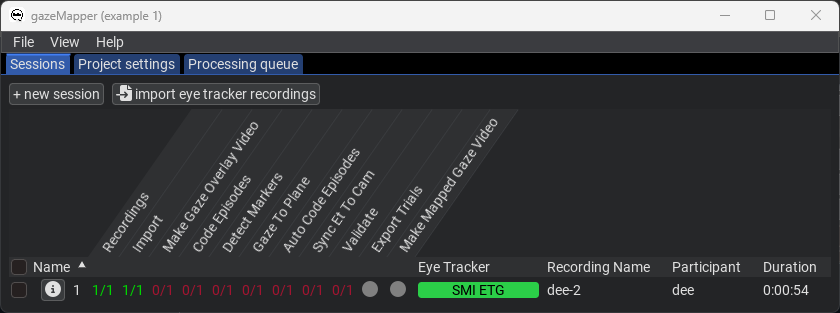 gazeMapper (example 1)
File View Help
Sessions Project settings Processing queue
+ new session import eye tracker recordings
Recordings
Import
Make Gaze Overlay Video
Code Episodes
Detect Markers
Gaze To Plane
Auto Code Episodes
Sync Et To Cam
Validate
Export Trials
Make Mapped Gaze Video
Name Eye Tracker Recording Name Participant Duration
1 1/1 1/1 0/1 0/1 0/1 0/1 0/1 0/1 0/1 SMI ETG dee-2 dee 0:00:54